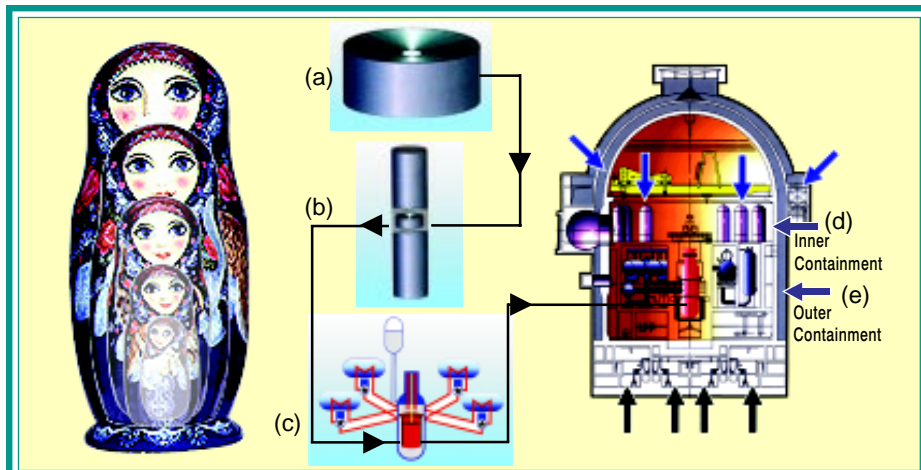 (a)
(b)
(c)
(d)
Inner
Containment
(e)
Outer
Containment